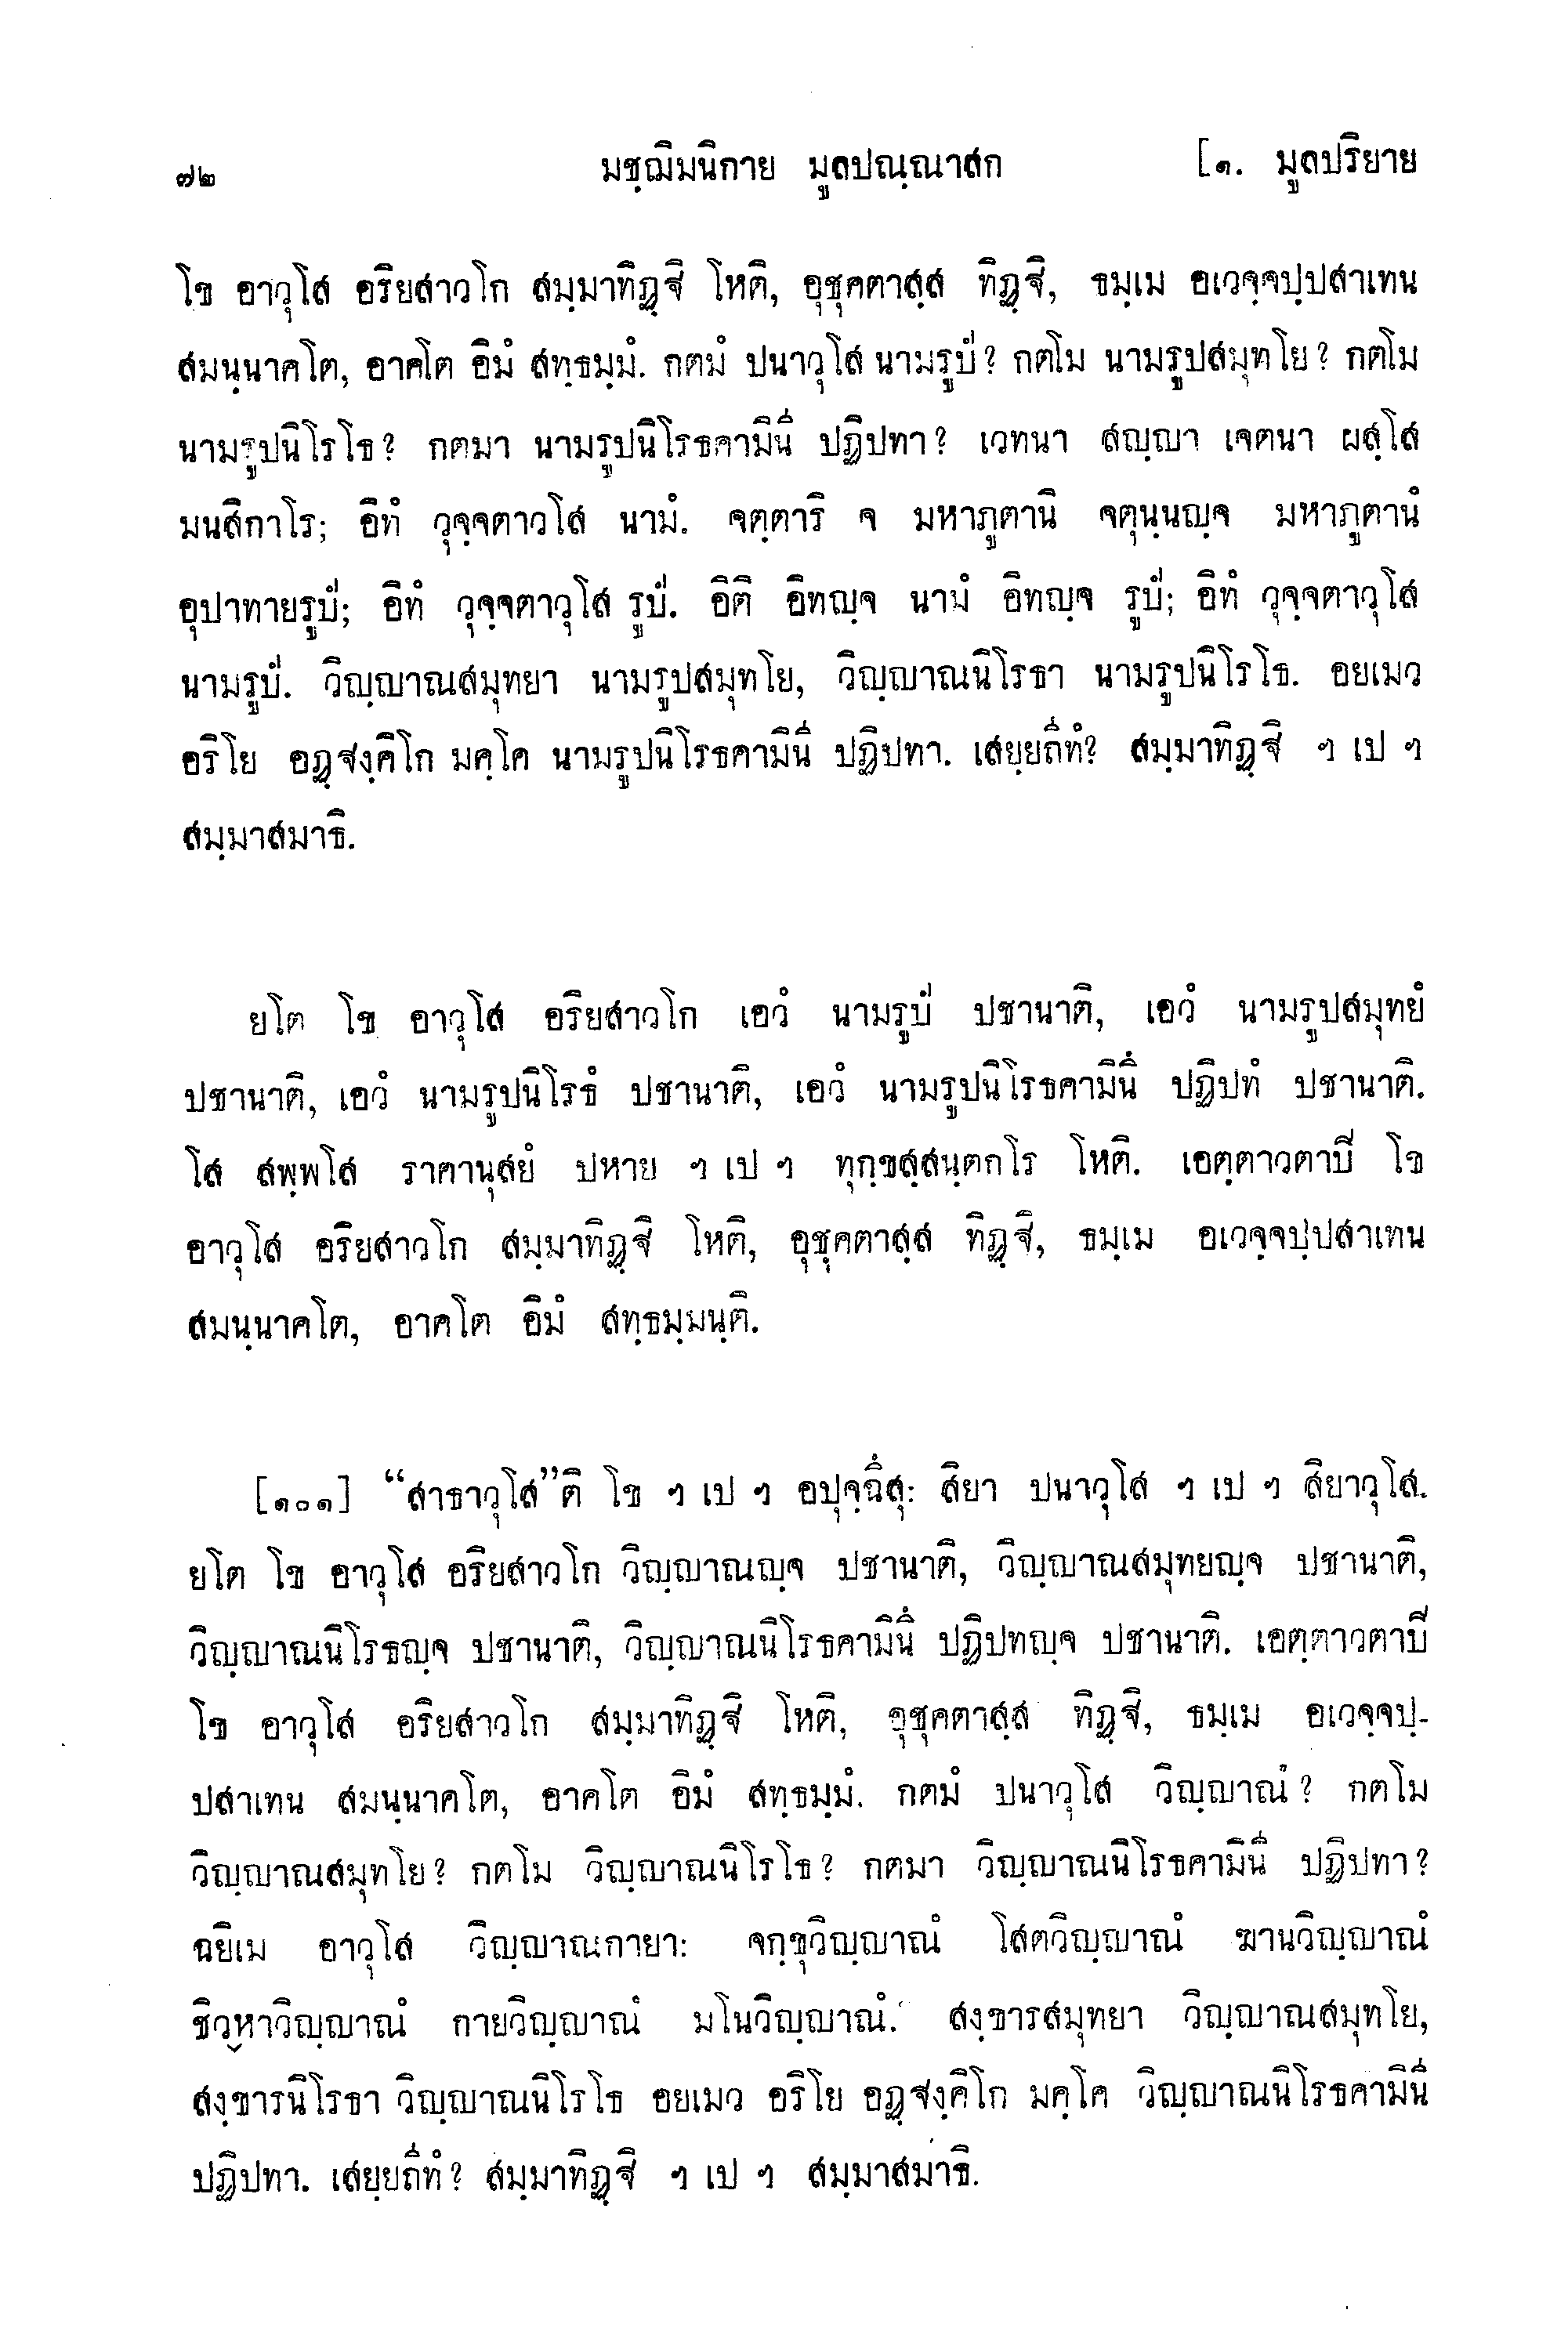 ๗๒ มชฺฌิมนิกาย มูลปณฺณาสก [๑. มูลปริยาย
โข อาวุโส อริยสาวโก สมฺมาทิฏฺฐิ โหติ, อุชุคตาสฺส ทิฏฺฐิ, ธมฺเม อเวจฺจปฺปสาเทน
สมนฺนาคโต, อาคโต อิมํ สทฺธมฺมํ. กตมํ ปนาวุโส นามรูปํ? กตโม นามรูปสมุทโย? กตโม
นามรูปนิโรโธ? กตมา นามรูปนิโรธคามินี ปฏิปทา? เวทนา สญฺญา เจตนา ผสฺโส
มนสิกาโร; อิทํ วุจฺจตาวโส นามํ. จตฺตาริ จ มหาภูตานิ จตุนฺนญฺจ มหาภูตานํ
อุปาทายรูปํ; อิทํ วุจฺจตาวุโส รูปํ. อิติ อิทญฺจ นามํ อิทญฺจ รูปํ; อิทํ วุจฺจตาวุโส
นามรูปํ. วิญฺญาณสมุทยา นามรูปสมุทโย, วิญฺญาณนิโรธา นามรูปนิโรโธ. อยเมว
อริโย อฏฺฐงฺคิโก มคฺโค นามรูปนิโรธคามินี ปฏิปทา. เสยฺยถีทํ? สมฺมาทิฏฺฐิ ฯ เป ฯ
สมฺมาสมาธิ.
ยโต โข อาวุโส อริยสาวโก เอวํ นามรูปํ ปชานาติ, เอวํ นามรูปสมุทยํ
ปชานาติ, เอวํ นามรูปนิโรธํ ปชานาติ, เอวํ นามรูปนิโรธคามินึ ปฏิปทํ ปชานาติ.
โส สพฺพโส ราคานุสยํ ปหาย ฯ เป ฯ ทุกฺขสฺสนฺตกโร โหติ. เอตฺตาวตาปิ โข
อาวุโส อริยสาวโก สมฺมาทิฏฺฐิ โหติ, อุชุคตาสฺส ทิฏฺฐิ, ธมฺเม อเวจฺจปฺปสาเทน
สมนฺนาคโต, อาคโต อิมํ สทฺธมฺมนฺติ.
[๑๐๑] “สาธาวุโส”ติ โข ฯ เป ฯ อปุจฺฉึสุ: สิยา ปนาวุโส ฯ เป ฯ สิยาวุโส.
ยโต โข อาวุโส อริยสาวโก วิญฺญาณญฺจ ปชานาติ, วิญฺญาณสมุทยญฺจ ปชานาติ,
วิญฺญาณนิโรธญฺจ ปชานาติ, วิญฺญาณนิโรธคามินึ ปฏิปทญฺจ ปชานาติ. เอตฺตาวตาปิ
โข อาวุโส อริยสาวโก สมฺมาทิฏฺฐิ โหติ, อุชุคตาสฺส ทิฏฺฐิ, ธมฺเม อเวจฺจปฺ-
ปสาเทน สมนฺนาคโต, อาคโต อิมํ สทฺธมฺมํ. กตมํ ปนาวุโส วิญฺญาณํ? กตโม
วิญฺญาณสมุทโย? กตโม วิญฺญาณนิโรโธ? กตมา วิญฺญาณนิโรธคามินี ปฏิปทา?
ฉยิเม อาวุโส วิญฺญาณกายา: จกฺขุวิญฺญาณํ โสตวิญฺญาณํ ฆานวิญฺญาณํ
ชิวฺหาวิญฺญาณํ กายวิญฺญาณํ มโนวิญฺญาณํ. สงฺขารสมุทยา วิญฺญาณสมุทโย,
สงฺขารนิโรธา วิญฺญาณนิโรโธ อยเมว อริโย อฏฺฐงฺคิโก มคฺโค วิญฺญาณนิโรธคามินี
ปฏิปทา. เสยฺยถีทํ? สมฺมาทิฏฺฐิ ฯ เป ฯ สมฺมาสมาธิ.